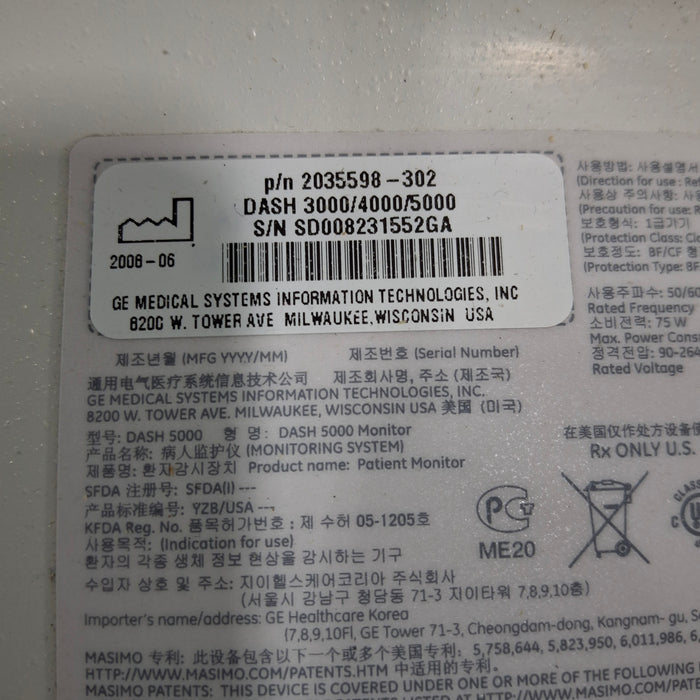 p/n 2035598-302
DASH 3000/4000/5000
S/N SD008231552GA
2008-06
GE MEDICAL SYSTEMS INFORMATION TECHNOLOGIES, INC
8200 W. TOWER AVE MILWAUKEE, WISCONSIN USA
사용방법: 사용설명서
(Direction for use: Ref
사용상 주의사항: 사용
(Precaution for use: R
보호형식: 1급기기
(Protection Class: Cl
보호정도: BF/CF 형
(Protection Type: BF
사용주파수: 50/60
Rated Frequency
소비전력: 75 W
Max. Power Consu
정격전압: 90-264
Rated Voltage
제조년월 (MFG YYYY/MM) 제조번호 (Serial Number)
通用电气医疗系统信息技术公司 제조회사명, 주소 (제조국)
GE MEDICAL SYSTEMS INFORMATION TECHNOLOGIES, INC.
8200 W. TOWER AVE. MILWAUKEE, WISCONSIN USA 美国 (미국)
型号: DASH 5000 형 명: DASH 5000 Monitor
产品名称: 病人监护仪 (MONITORING SYSTEM)
제품명: 환자감시장치 Product name: Patient Monitor
SFDA 注册号: SFDA(I) ---
产品标准编号: YZB/USA ---
KFDA Reg. No. 품목허가번호: 제 수허 05-1205호
사용목적: (Indication for use)
환자의 각종 생체 정보 현상을 감시하는 기구
在美国仅作处方设备使
Rx ONLY U.S.
PC
ME20
CLASS
C UL
수입자 상호 및 주소: 지이헬스케어코리아 주식회사
(서울시 강남구 청담동 71-3 지이타워 7,8,9,10층)
Importer's name/address: GE Healthcare Korea
(7,8,9,10Fl, GE Tower 71-3, Cheongdam-dong, Kangnam- gu, Se
MASIMO 专利: 此设备包含以下一个或多个美国专利: 5,758,644, 5,823,950, 6,011,986, 6,
HTTP://WWW.MASIMO.COM/PATENTS.HTM 中适用的专利.
MASIMO PATENTS: THIS DEVICE IS COVERED UNDER ONE OR MORE OF THE FOLLOWING